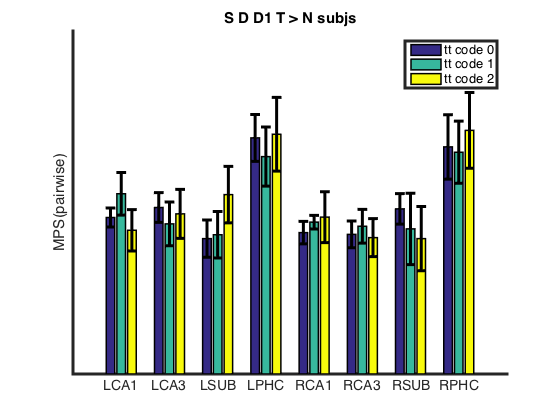 S D D1 T > N subjs
tt code 0
tt code 1
tt code 2
MPS(pairwise)
LCA1 LCA3 LSUB LPHC RCA1 RCA3 RSUB RPHC